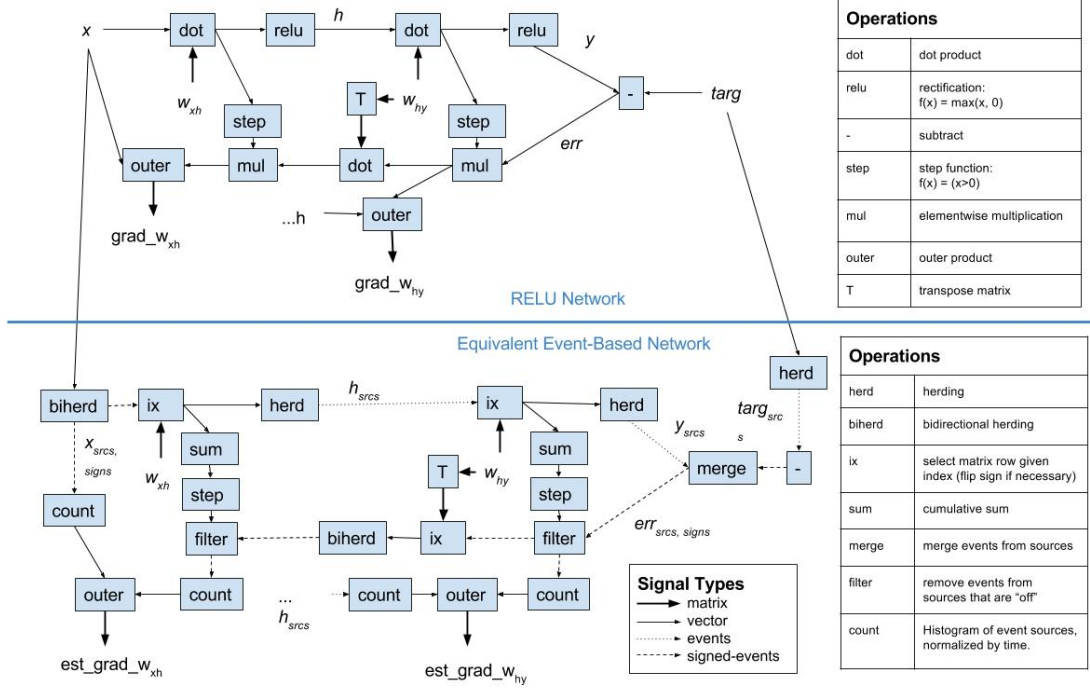 x
dot
relu
h
dot
relu
y
-
targ
w_xh
T
w_hy
step
step
err
outer
mul
dot
mul
...h
outer
grad_w_xh
grad_w_hy
RELU Network
Operations
dot dot product
relu rectification:
f(x) = max(x, 0)
- subtract
step step function:
f(x) = (x>0)
mul elementwise multiplication
outer outer product
T transpose matrix
Equivalent Event-Based Network
herd
biherd
ix
herd
h_srcs
ix
herd
targ_src
s
x_srcs,
signs
w_xh
sum
T
w_hy
sum
y_srcs
merge
-
count
step
step
err_srcs, signs
filter
biherd
ix
filter
outer
count
...
h_srcs
count
outer
count
est_grad_w_xh
est_grad_w_hy
Signal Types
matrix
vector
events
signed-events
Operations
herd herding
biherd bidirectional herding
ix select matrix row given
index (flip sign if necessary)
sum cumulative sum
merge merge events from sources
filter remove events from
sources that are “off”
count Histogram of event sources,
normalized by time.